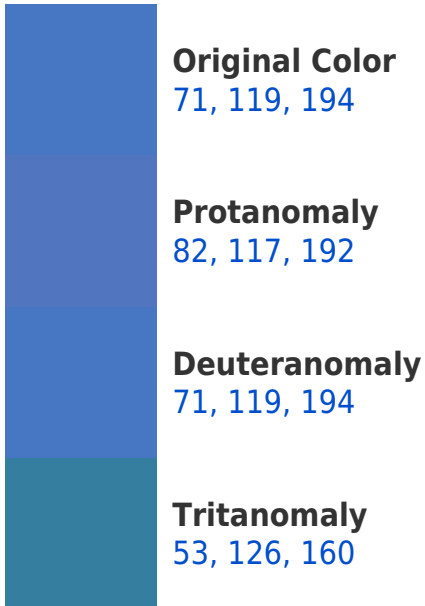 Original Color
71, 119, 194
Protanomaly
82, 117, 192
Deuteranomaly
71, 119, 194
Tritanomaly
53, 126, 160